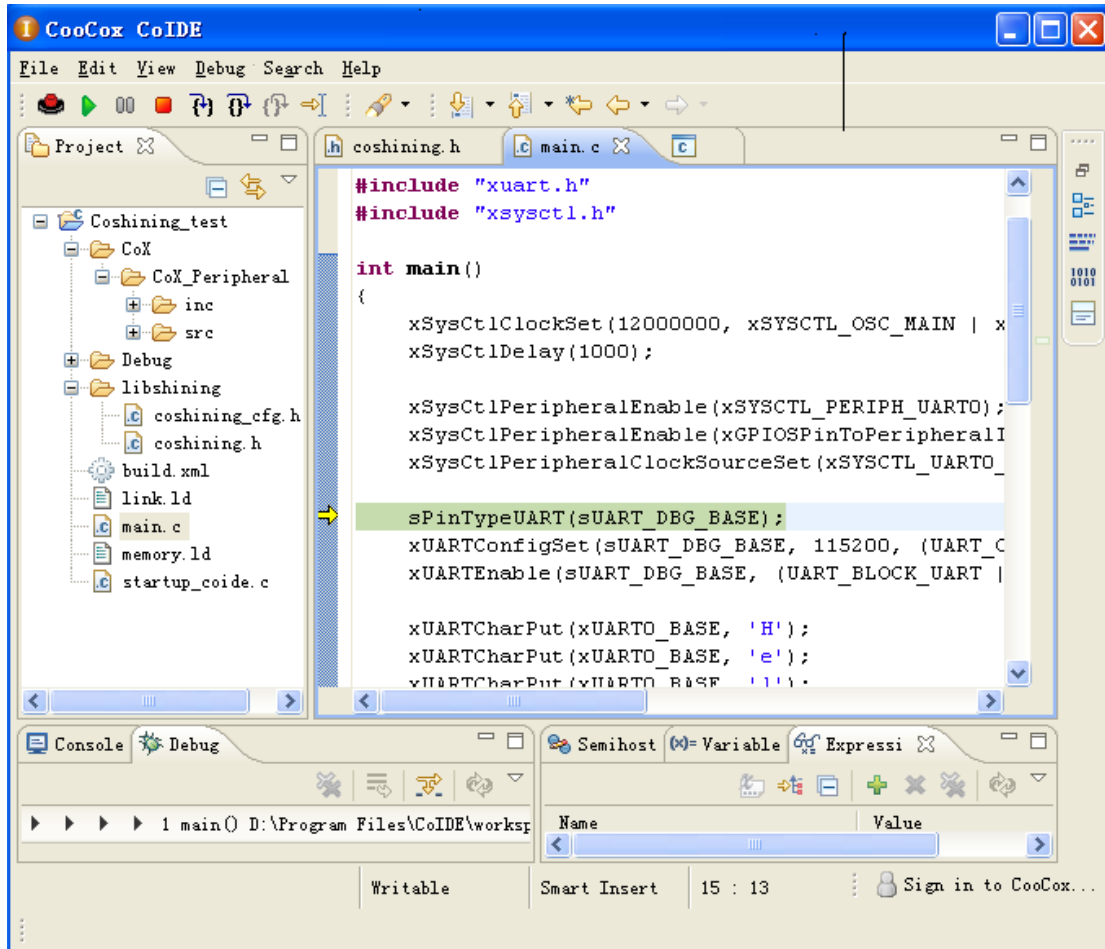 CooCox CoIDE
File Edit View Debug Search Help
Project
coshining.h
main.c
Coshining_test
CoX
CoX_Peripheral
inc
src
Debug
libshining
coshining_cfg.h
coshining.h
build.xml
link.ld
main.c
memory.ld
startup_coide.c
#include "xuart.h"
#include "xsysctl.h"
int main()
{
xSysCtlClockSet(12000000, xSYSCTL_OSC_MAIN | x
xSysCtlDelay(1000);
xSysCtlPeripheralEnable(xSYSCTL_PERIPH_UART0);
xSysCtlPeripheralEnable(xGPIOSPinToPeripheralI
xSysCtlPeripheralClockSourceSet(xSYSCTL_UART0_
sPinTypeUART(sUART_DBG_BASE);
xUARTConfigSet(sUART_DBG_BASE, 115200, (UART_C
xUARTEnable(sUART_DBG_BASE, (UART_BLOCK_UART |
xUARTCharPut(xUART0_BASE, 'H');
xUARTCharPut(xUART0_BASE, 'e');
xUARTCharPut(xUART0_BASE, 'l');
1010
0101
Console Debug
1 main() D:\Program Files\CoIDE\worksp
Semihost (x)= Variable Expressi
Name Value
Writable Smart Insert 15 : 13 Sign in to CooCox...